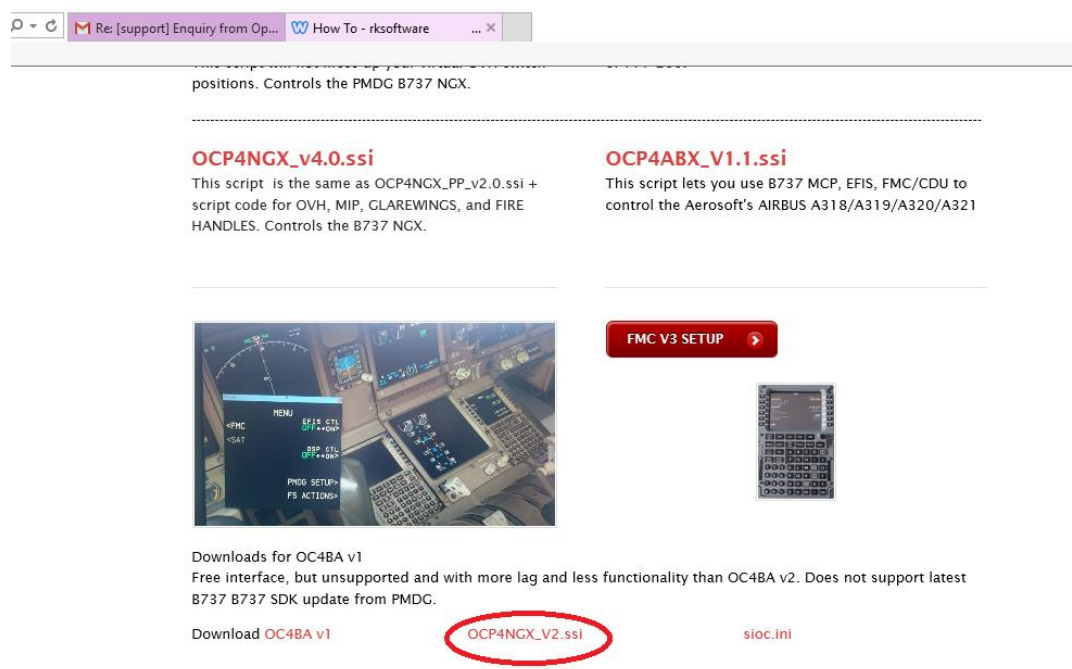 Re: [support] Enquiry from Op...
How To - rksoftware ...
positions. Controls the PMDG B737 NGX.
OCP4NGX_v4.0.ssi
This script is the same as OCP4NGX_PP_v2.0.ssi +
script code for OVH, MIP, GLAREWINGS, and FIRE
HANDLES. Controls the B737 NGX.
OCP4ABX_V1.1.ssi
This script lets you use B737 MCP, EFIS, FMC/CDU to
control the Aerosoft's AIRBUS A318/A319/A320/A321
MENU
<FMC
EFIS CTL
OFF↔ON>
<SAT
DSP CTL
OFF↔ON>
PMDG SETUP>
FS ACTIONS>
FMC V3 SETUP
Downloads for OC4BA v1
Free interface, but unsupported and with more lag and less functionality than OC4BA v2. Does not support latest
B737 B737 SDK update from PMDG.
Download OC4BA v1
OCP4NGX_V2.ssi
sioc.ini